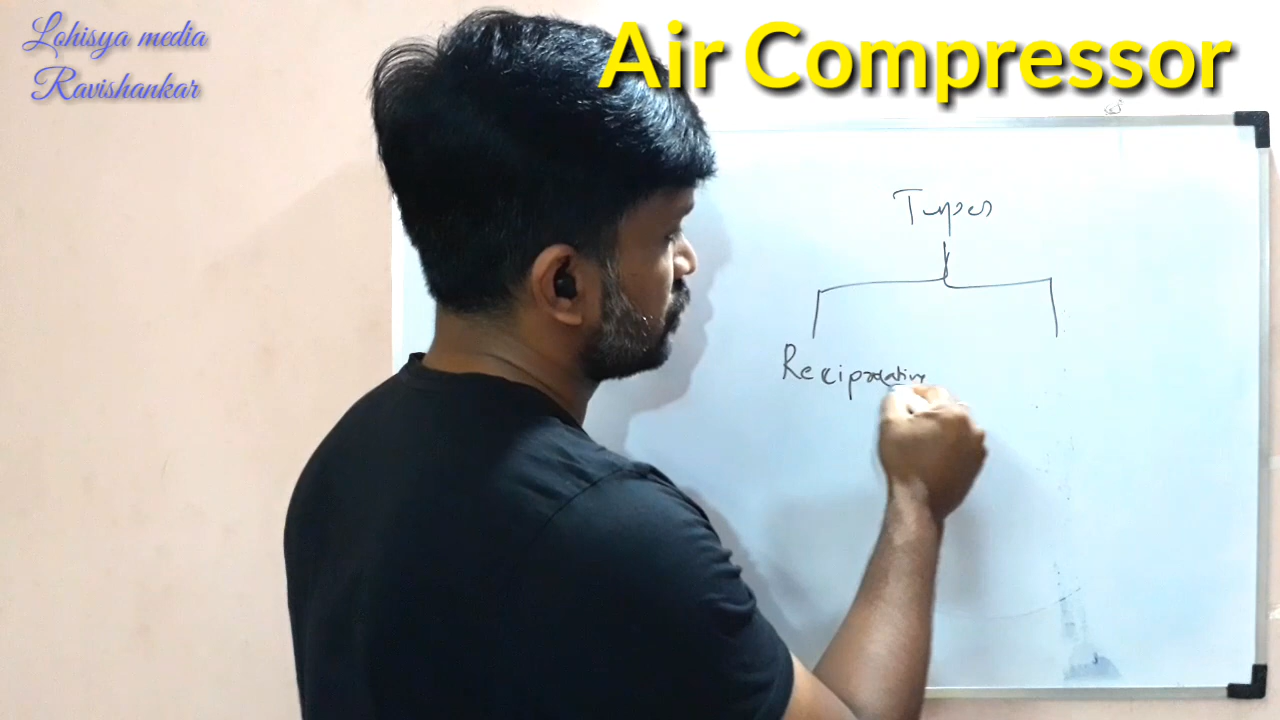 Lohisya media
Ravishankar
Air Compressor
Types
Reciprocating